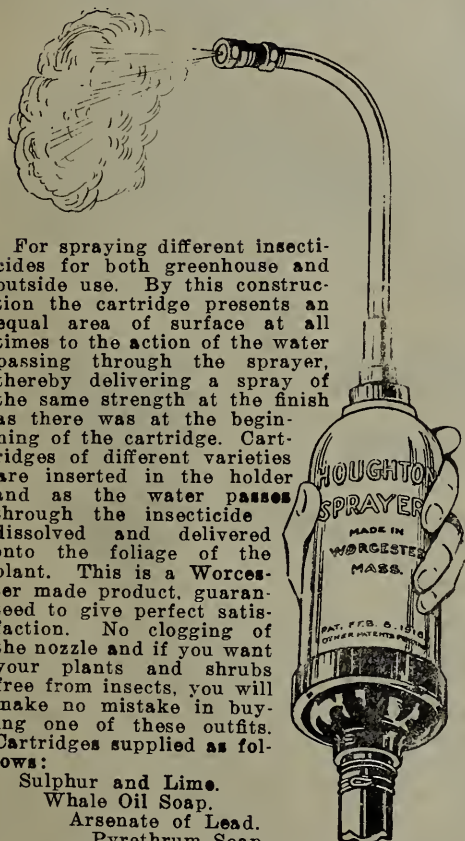 For spraying different insecti-
cides for both greenhouse and
outside use. By this construc-
tion the cartridge presents an
equal area of surface at all
times to the action of the water
passing through the sprayer,
thereby delivering a spray of
the same strength at the finish
as there was at the begin-
ning of the cartridge. Cart-
ridges of different varieties
are inserted in the holder
and as the water passes
through the insecticide
dissolved and delivered
onto the foliage of the
plant. This is a Worces-
ter made product, guaran-
teed to give perfect satis-
faction. No clogging of
the nozzle and if you want
your plants and shrubs
free from insects, you will
make no mistake in buy-
ing one of these outfits.
Cartridges supplied as fol-
lows:
Sulphur and Lime.
Whale Oil Soap.
Arsenate of Lead.
Pyrethrum Soap
HOUGHTON
SPRAYER
MADE IN
WORCESTER
MASS.
PAT. FEB. 8. 1916
OTHER PATENTS